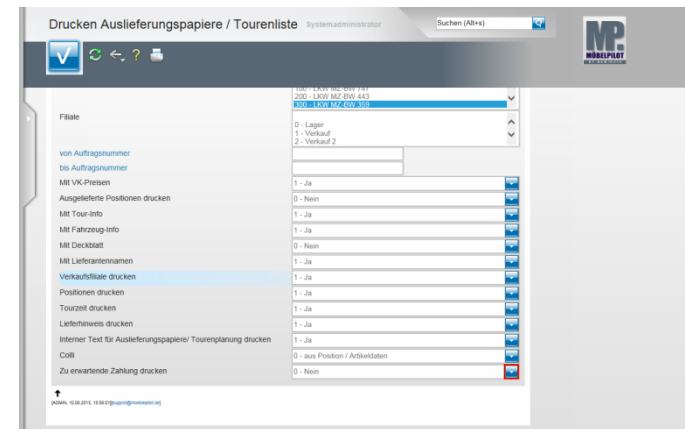 Drucken Auslieferungspapiere / Tourenliste Systemadministrator Suchen (Alt+s)
MP.
MÖBELPILOT
200 - LKW MZ-BW 443
300 - LKW MZ-BW 359
Filiale
0 - Lager
1 - Verkauf
2 - Verkauf 2
von Auftragsnummer
bis Auftragsnummer
Mit VK-Preisen 1 - Ja
Ausgelieferte Positionen drucken 0 - Nein
Mit Tour-Info 1 - Ja
Mit Fahrzeug-Info 1 - Ja
Mit Deckblatt 0 - Nein
Mit Lieferantennamen 1 - Ja
Verkaufsfiliale drucken 1 - Ja
Positionen drucken 1 - Ja
Tourzeit drucken 1 - Ja
Lieferhinweis drucken 1 - Ja
Interner Text für Auslieferungspapiere/ Tourenplanung drucken 1 - Ja
Colli 0 - aus Position / Artikeldaten
Zu erwartende Zahlung drucken 0 - Nein